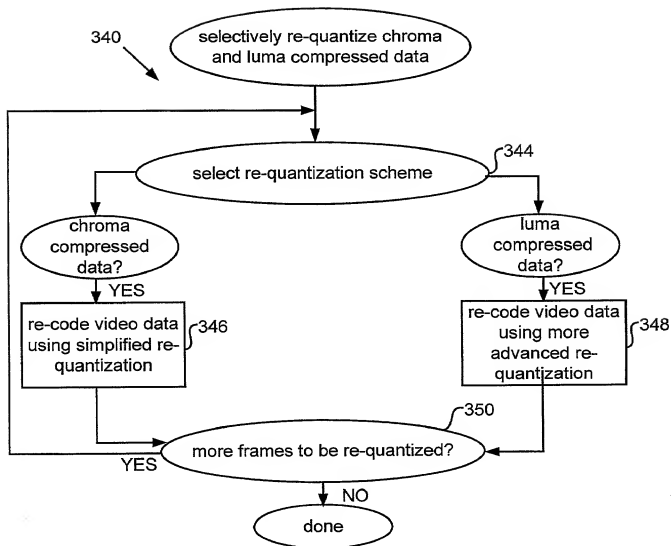 340
selectively re-quantize chroma
and luma compressed data
select re-quantization scheme
344
chroma
compressed
data?
luma
compressed
data?
YES
YES
re-code video data
using simplified re-
quantization
346
re-code video data
using more
advanced re-
quantization
348
350
more frames to be re-quantized?
YES
NO
done